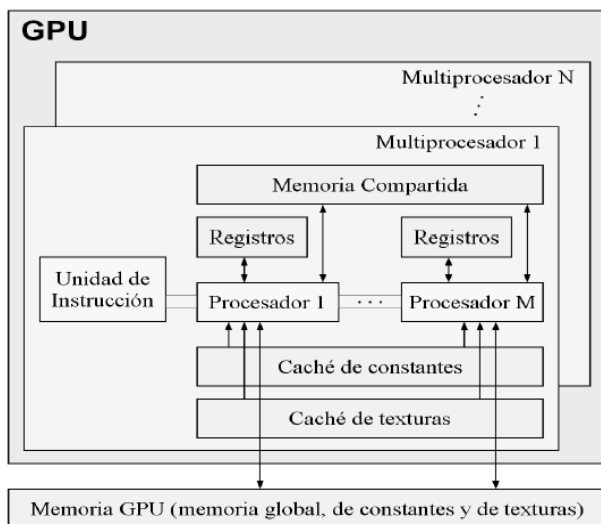 GPU
Multiprocesador N
Multiprocesador 1
Memoria Compartida
Registros
Registros
Unidad de
Instrucción
Procesador 1
. . .
Procesador M
Caché de constantes
Caché de texturas
Memoria GPU (memoria global, de constantes y de texturas)